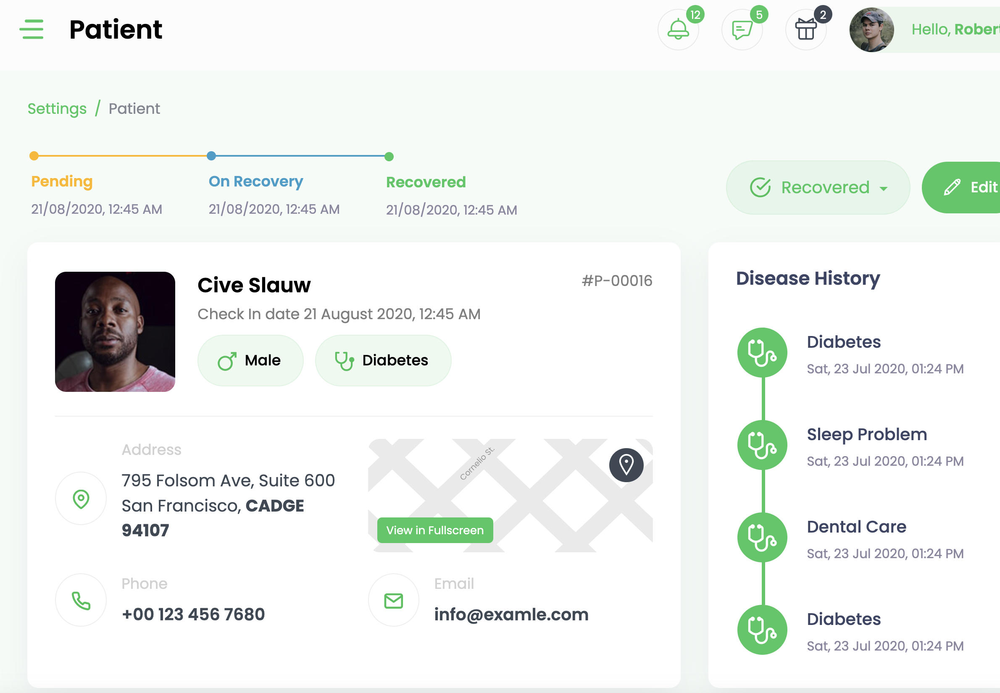 Patient
12
5
2
Hello, Robert
Settings / Patient
Pending
21/08/2020, 12:45 AM
On Recovery
21/08/2020, 12:45 AM
Recovered
21/08/2020, 12:45 AM
Recovered
Edit
Cive Slauw
#P-00016
Check In date 21 August 2020, 12:45 AM
Male
Diabetes
Address
795 Folsom Ave, Suite 600
San Francisco, CADGE
94107
Cornelio St.
View in Fullscreen
Phone
+00 123 456 7680
Email
info@examle.com
Disease History
Diabetes
Sat, 23 Jul 2020, 01:24 PM
Sleep Problem
Sat, 23 Jul 2020, 01:24 PM
Dental Care
Sat, 23 Jul 2020, 01:24 PM
Diabetes
Sat, 23 Jul 2020, 01:24 PM